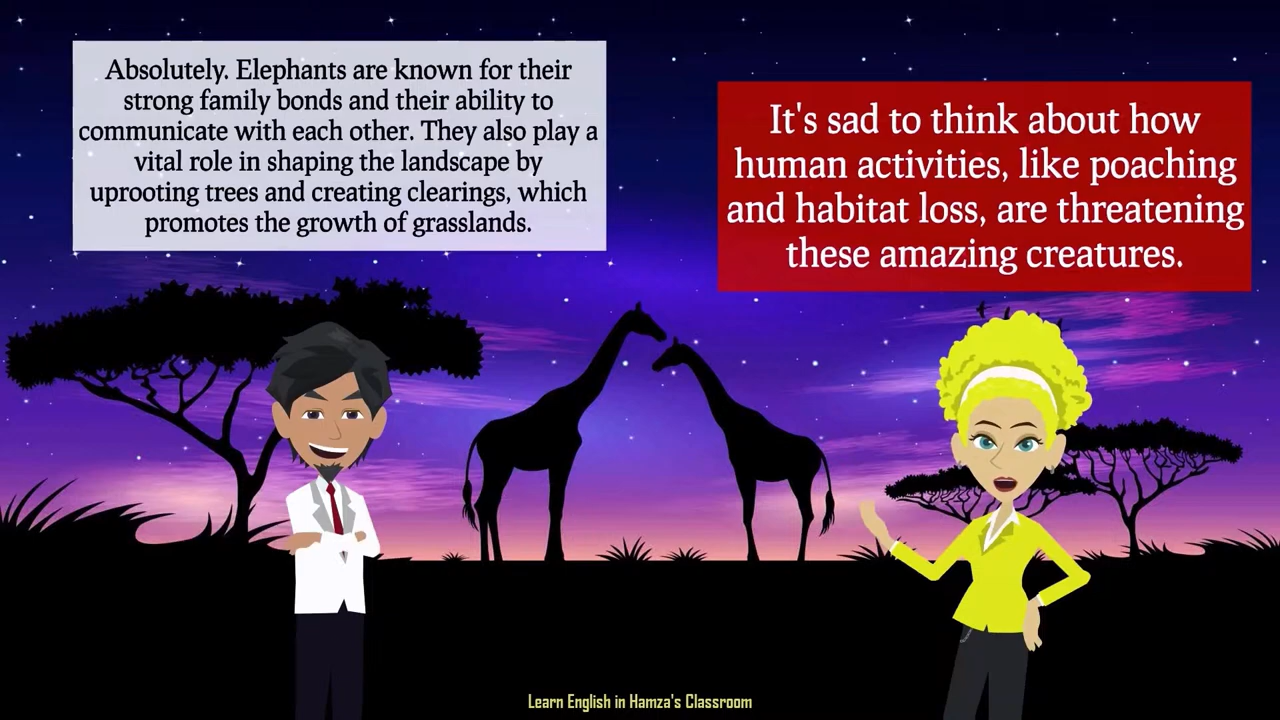 Absolutely. Elephants are known for their
strong family bonds and their ability to
communicate with each other. They also play a
vital role in shaping the landscape by
uprooting trees and creating clearings, which
promotes the growth of grasslands.
It's sad to think about how
human activities, like poaching
and habitat loss, are threatening
these amazing creatures.
Learn English in Hamza's Classroom